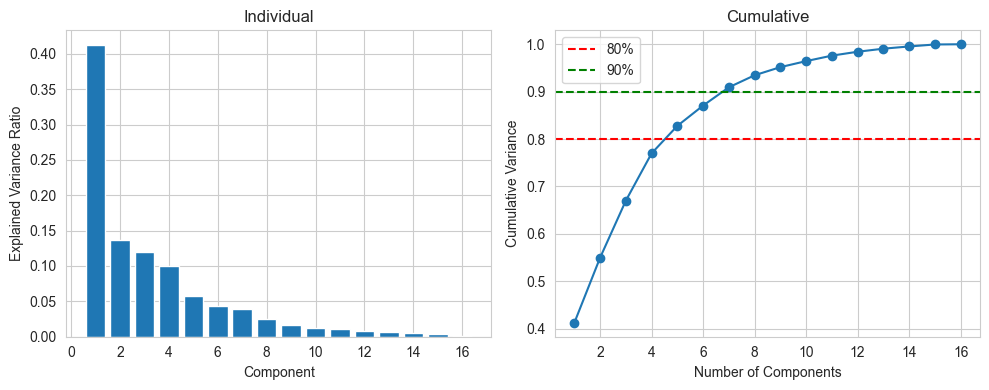 Individual
Explained Variance Ratio
0.40
0.35
0.30
0.25
0.20
0.15
0.10
0.05
0.00
0 2 4 6 8 10 12 14 16
Component
Cumulative
Cumulative Variance
1.0
0.9
0.8
0.7
0.6
0.5
0.4
80%
90%
2 4 6 8 10 12 14 16
Number of Components